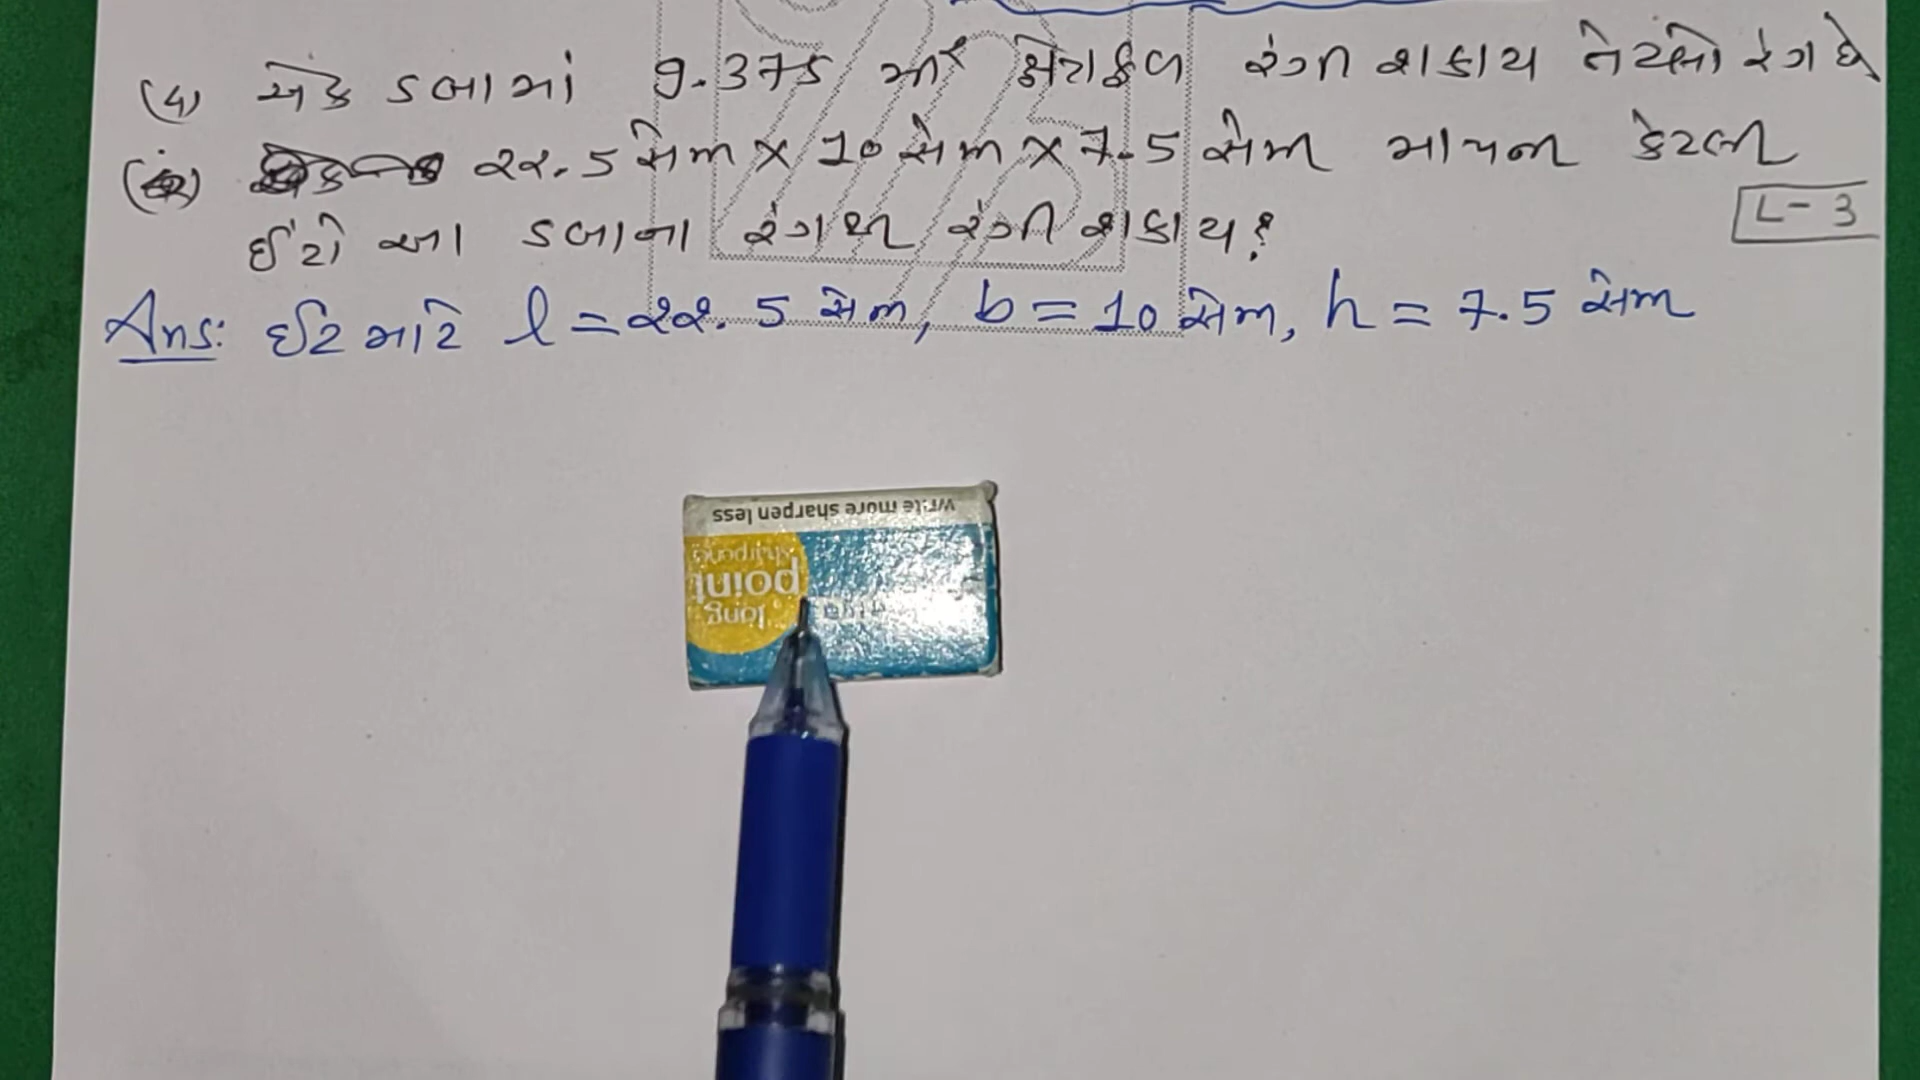 (4) એક ડબામાં 9.375 મી² ક્ષેત્રફળ રંગી શકાય તેટલો રંગ છે
22.5 સેમી × 10 સેમી × 7.5 સેમી માપની કેટલી
ઈંટો આ ડબાના રંગથી રંગી શકાય?
L-3
Ans: ઈંટ માટે l = 22.5 સેમી, b = 10 સેમી, h = 7.5 સેમી
write more sharpen less
long
point